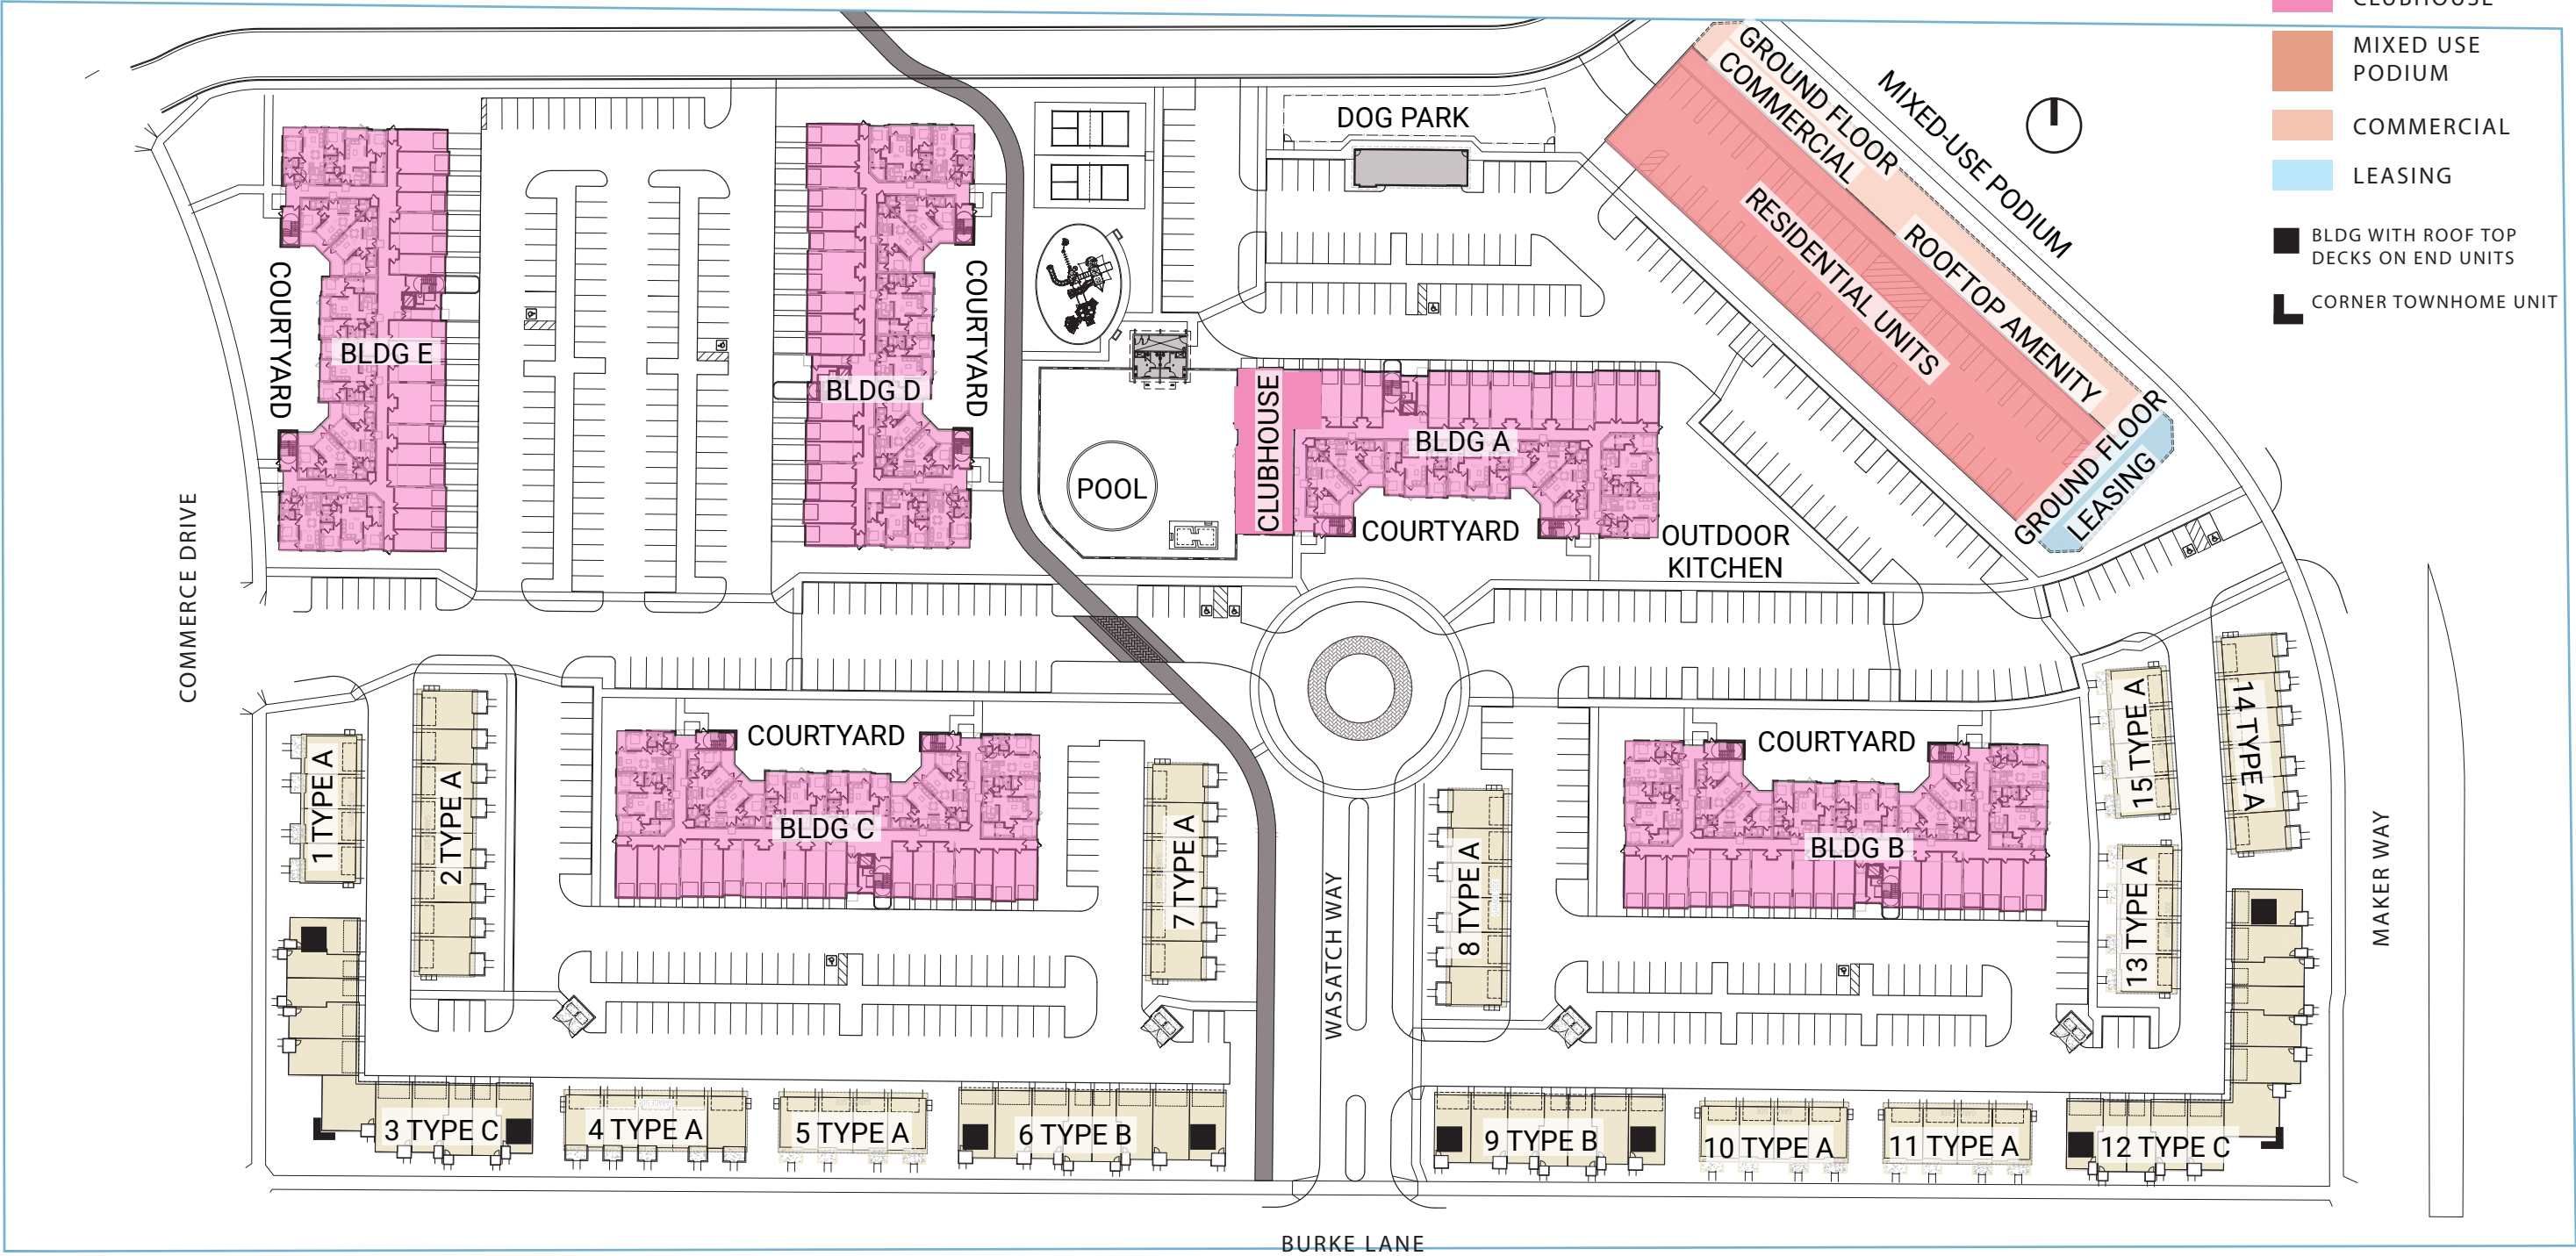 CLUBHOUSE
MIXED USE
PODIUM
COMMERCIAL
LEASING
BLDG WITH ROOF TOP
DECKS ON END UNITS
CORNER TOWNHOME UNIT
DOG PARK
GROUND FLOOR
COMMERCIAL
MIXED-USE PODIUM
RESIDENTIAL UNITS
ROOFTOP AMENITY
GROUND FLOOR
LEASING
COURTYARD
BLDG E
BLDG D
COURTYARD
POOL
CLUBHOUSE
BLDG A
COURTYARD
OUTDOOR
KITCHEN
COMMERCE DRIVE
1 TYPE A
2 TYPE A
COURTYARD
BLDG C
7 TYPE A
WASATCH WAY
8 TYPE A
COURTYARD
BLDG B
15 TYPE A
14 TYPE A
13 TYPE A
MAKER WAY
3 TYPE C
4 TYPE A
5 TYPE A
6 TYPE B
9 TYPE B
10 TYPE A
11 TYPE A
12 TYPE C
BURKE LANE